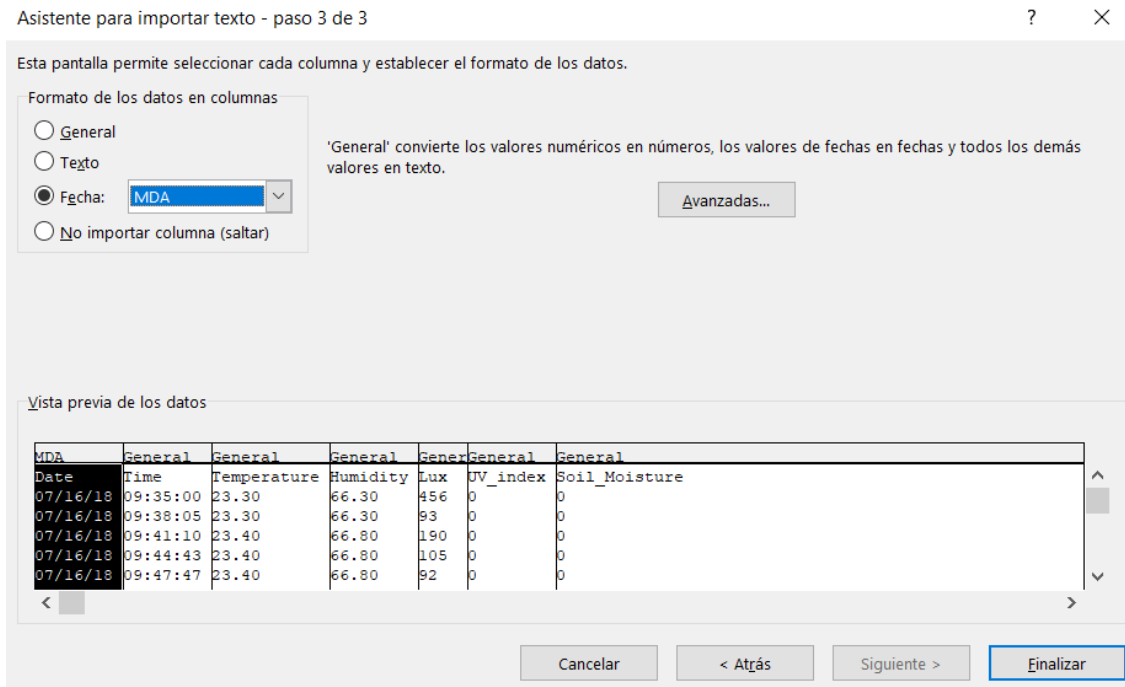 Asistente para importar texto - paso 3 de 3
?
Esta pantalla permite seleccionar cada columna y establecer el formato de los datos.
Formato de los datos en columnas
General
Texto
Fecha: MDA
No importar columna (saltar)
'General' convierte los valores numéricos en números, los valores de fechas en fechas y todos los demás
valores en texto.
Avanzadas...
Vista previa de los datos
MDA General General General Gener General General
Date Time Temperature Humidity Lux UV_index Soil_Moisture
07/16/18 09:35:00 23.30 66.30 456 0 0
07/16/18 09:38:05 23.30 66.30 93 0 0
07/16/18 09:41:10 23.40 66.80 190 0 0
07/16/18 09:44:43 23.40 66.80 105 0 0
07/16/18 09:47:47 23.40 66.80 92 0 0
Cancelar < Atrás Siguiente > Finalizar